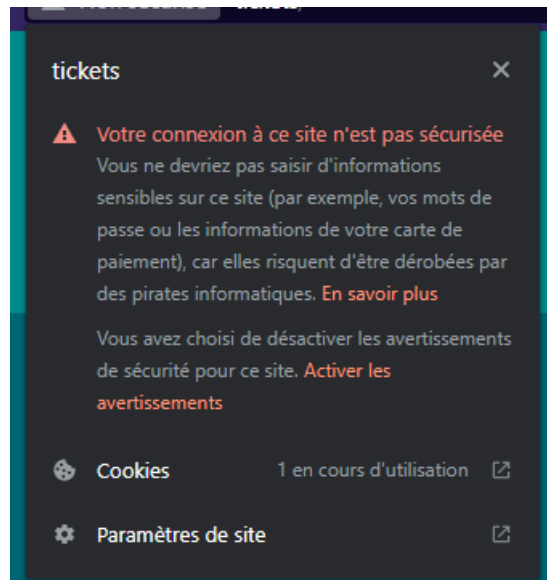 tickets
Votre connexion à ce site n'est pas sécurisée
Vous ne devriez pas saisir d'informations
sensibles sur ce site (par exemple, vos mots de
passe ou les informations de votre carte de
paiement), car elles risquent d'être dérobées par
des pirates informatiques. En savoir plus
Vous avez choisi de désactiver les avertissements
de sécurité pour ce site. Activer les
avertissements
Cookies 1 en cours d'utilisation
Paramètres de site